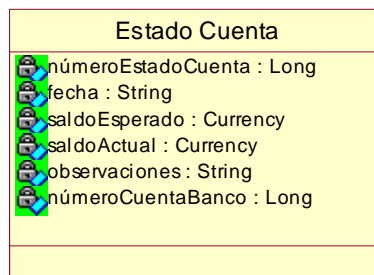 Estado Cuenta
númeroEstadoCuenta : Long
fecha : String
saldoEsperado : Currency
saldoActual : Currency
observaciones : String
númeroCuentaBanco : Long